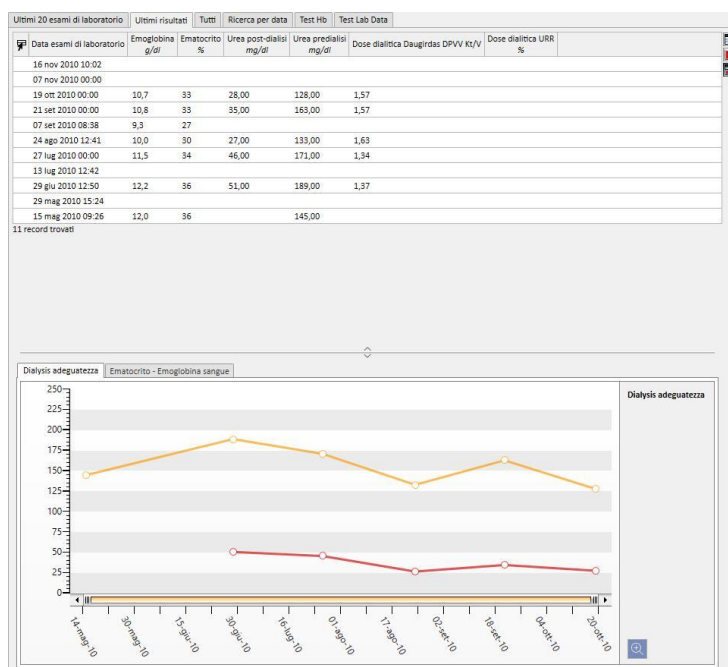 Ultimi 20 esami di laboratorio Ultimi risultati Tutti Ricerca per data Test Hb Test Lab Data
Data esami di laboratorio Emoglobina g/dl Ematocrito % Urea post-dialisi mg/dl Urea predialisi mg/dl Dose dialitica Daugirdas DPVV Kt/V Dose dialitica URR %
16 nov 2010 10:02
07 nov 2010 00:00
19 ott 2010 00:00 10,7 33 28,00 128,00 1,57
21 set 2010 00:00 10,8 33 35,00 163,00 1,57
07 set 2010 08:38 9,3 27
24 ago 2010 12:41 10,0 30 27,00 133,00 1,63
27 lug 2010 00:00 11,5 34 46,00 171,00 1,34
13 lug 2010 12:42
29 giu 2010 12:50 12,2 36 51,00 189,00 1,37
29 mag 2010 15:24
15 mag 2010 09:26 12,0 36 145,00
11 record trovati
Dialysis adeguatezza Ematocrito - Emoglobina sangue
Dialysis adeguatezza
250
225
200
175
150
125
100
75
50
25
0
14-mag-10 30-mag-10 15-giu-10 30-giu-10 16-lug-10 01-ago-10 17-ago-10 02-set-10 18-set-10 04-ott-10 20-ott-10